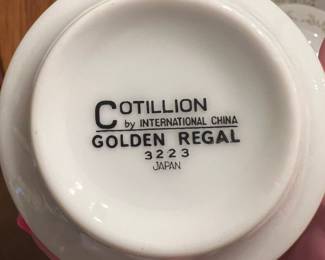 COTILLION
by INTERNATIONAL CHINA
GOLDEN REGAL
3223
JAPAN